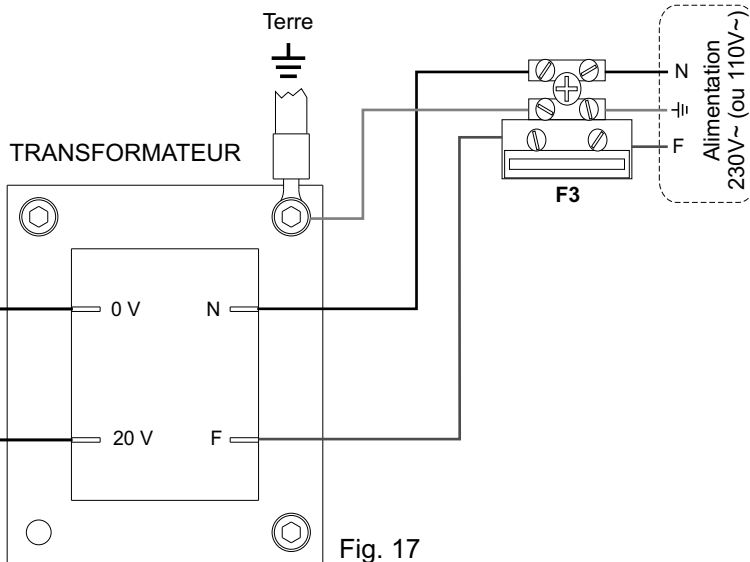 Terre
TRANSFORMATEUR
N
F
Alimentation
230V~ (ou 110V~)
F3
0 V
N
20 V
F
Fig. 17